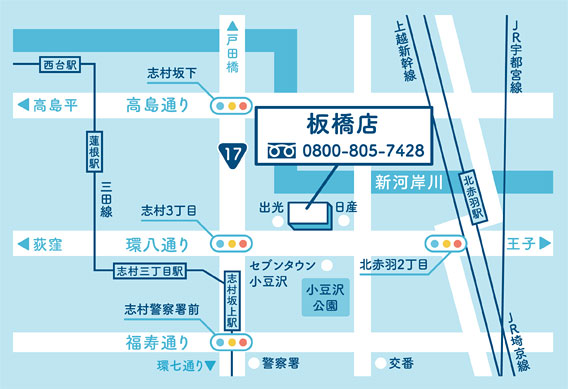 戸田橋
上越新幹線
JR宇都宮線
西台駅
志村坂下
高島平
高島通り
板橋店
0800-805-7428
17
蓮根駅
三田線
新河岸川
北赤羽駅
志村3丁目
出光
日産
荻窪
環八通り
王子
志村三丁目駅
セブンタウン
小豆沢
北赤羽2丁目
志村坂上駅
小豆沢
公園
志村警察署前
福寿通り
JR埼京線
環七通り
警察署
交番